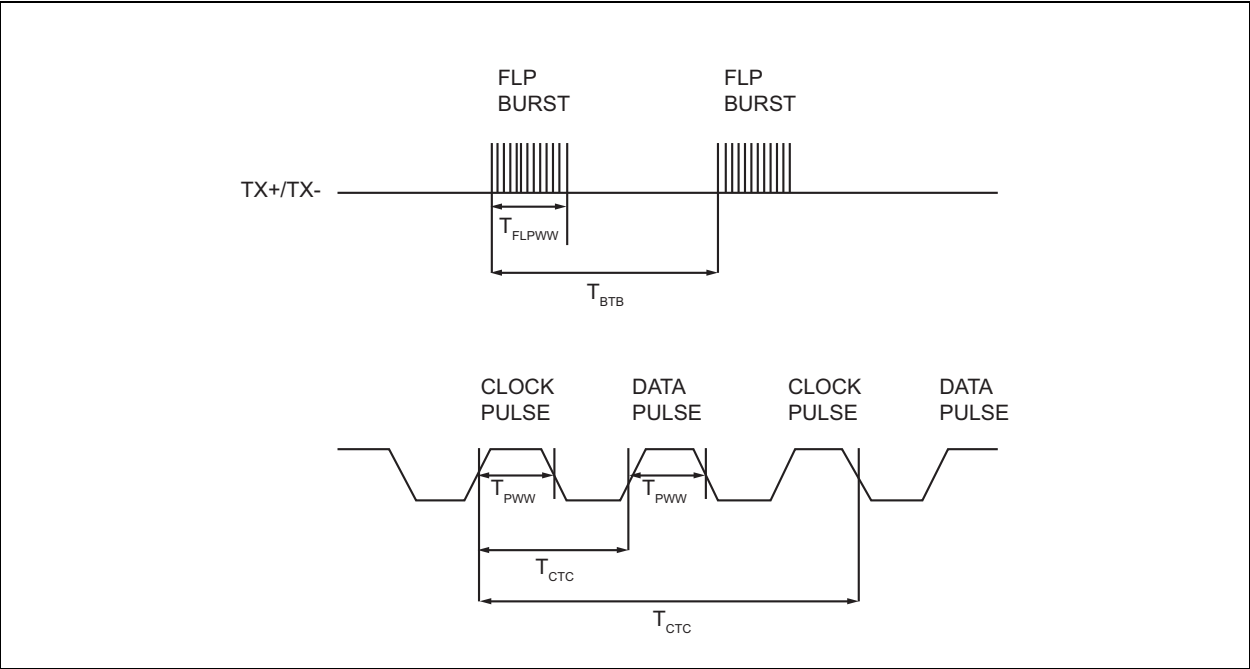 FLP
BURST
FLP
BURST
TX+/TX-
TFLPWW
TBTB
CLOCK
PULSE
DATA
PULSE
CLOCK
PULSE
DATA
PULSE
TPWW
TPWW
TCTC
TCTC